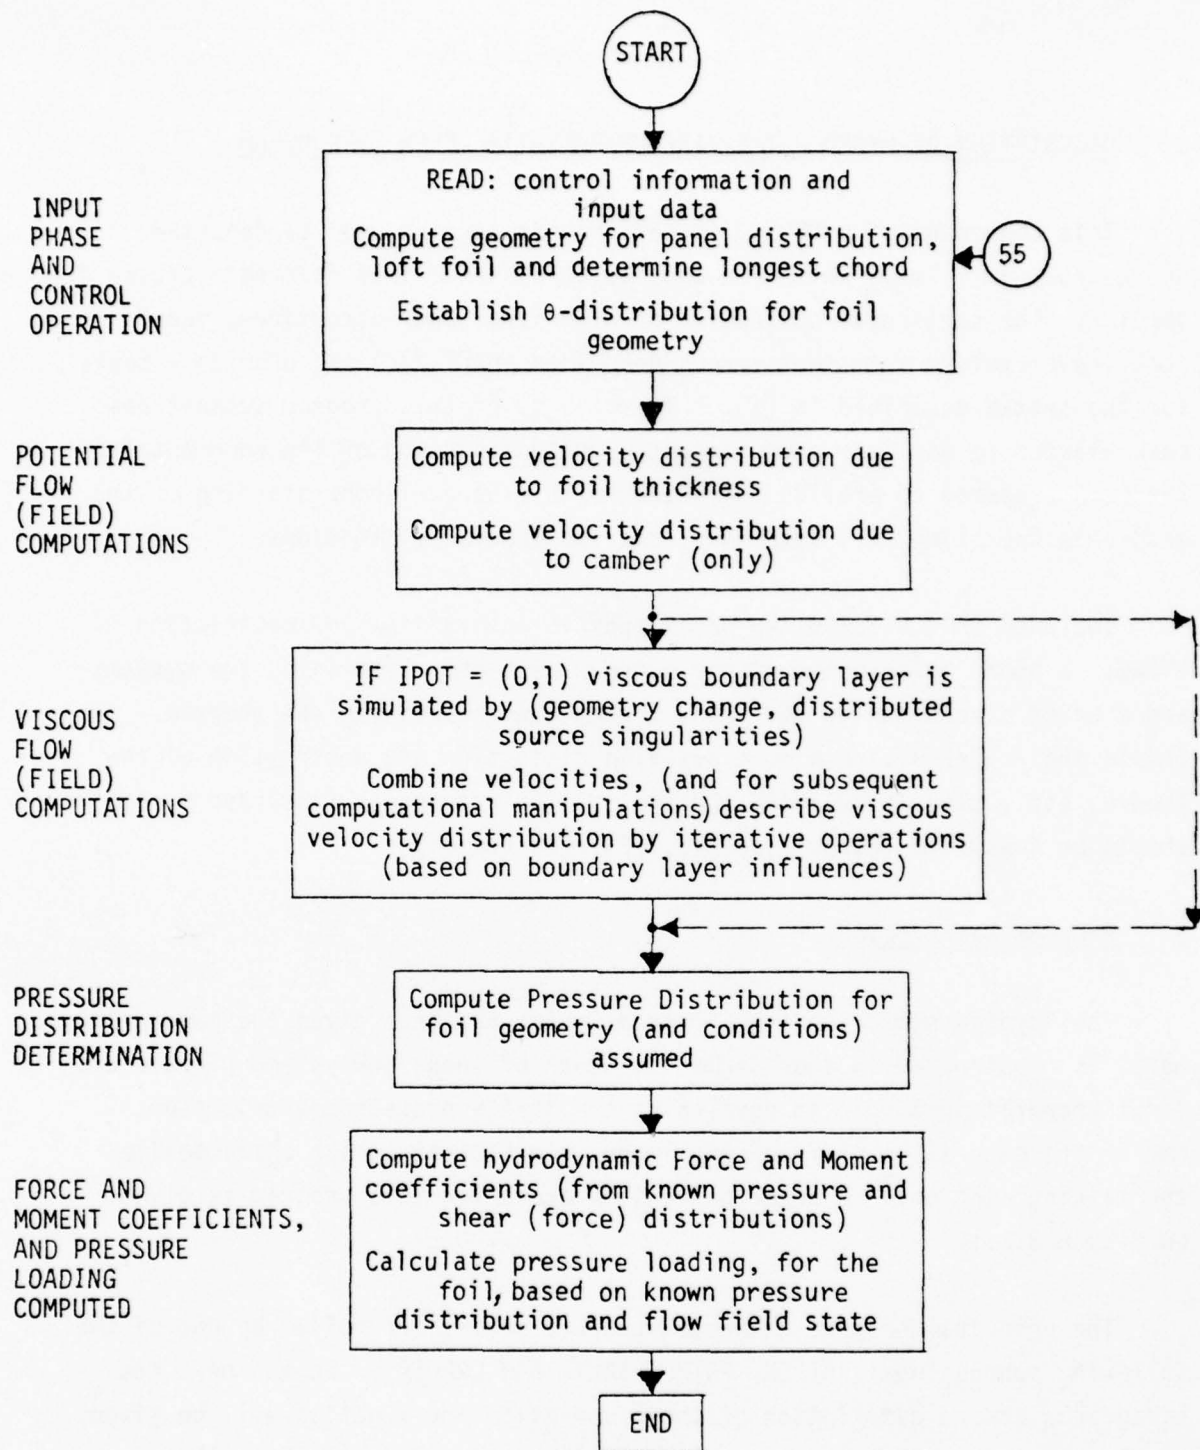 START
INPUT
PHASE
AND
CONTROL
OPERATION
READ: control information and
input data
Compute geometry for panel distribution,
loft foil and determine longest chord
Establish θ-distribution for foil
geometry
55
POTENTIAL
FLOW
(FIELD)
COMPUTATIONS
Compute velocity distribution due
to foil thickness
Compute velocity distribution due
to camber (only)
VISCOUS
FLOW
(FIELD)
COMPUTATIONS
IF IPOT = (0,1) viscous boundary layer is
simulated by (geometry change, distributed
source singularities)
Combine velocities, (and for subsequent
computational manipulations) describe viscous
velocity distribution by iterative operations
(based on boundary layer influences)
PRESSURE
DISTRIBUTION
DETERMINATION
Compute Pressure Distribution for
foil geometry (and conditions)
assumed
FORCE AND
MOMENT COEFFICIENTS,
AND PRESSURE
LOADING
COMPUTED
Compute hydrodynamic Force and Moment
coefficients (from known pressure and
shear (force) distributions)
Calculate pressure loading, for the
foil, based on known pressure
distribution and flow field state
END